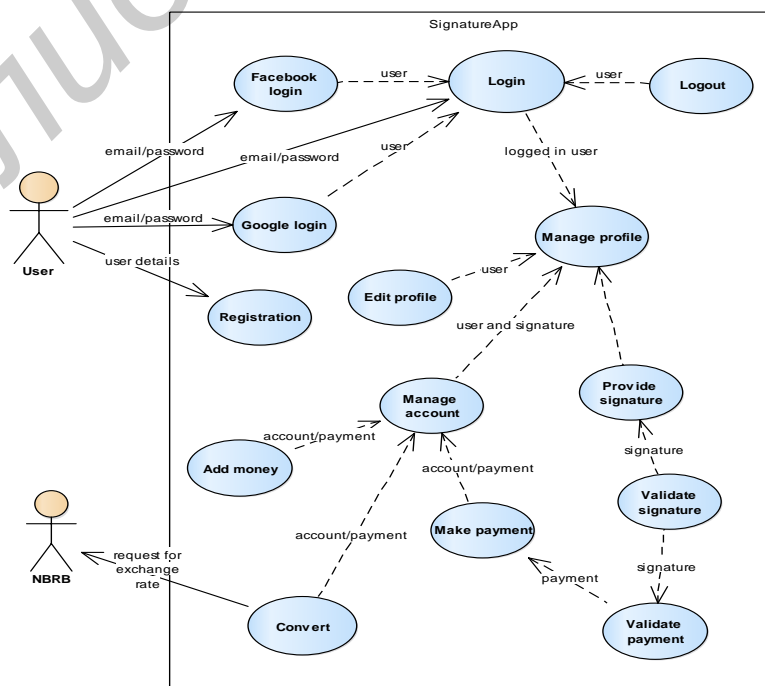 SignatureApp
Facebook
login
user
Login
user
Logout
email/password
email/password
user
logged in user
User
email/password
Google login
Manage profile
user details
Edit profile
user
Registration
user and signature
Manage
account
Provide
signature
Add money
account/payment
account/payment
signature
Validate
signature
NBRB
request for
exchange
rate
account/payment
Make payment
payment
signature
Convert
Validate
payment